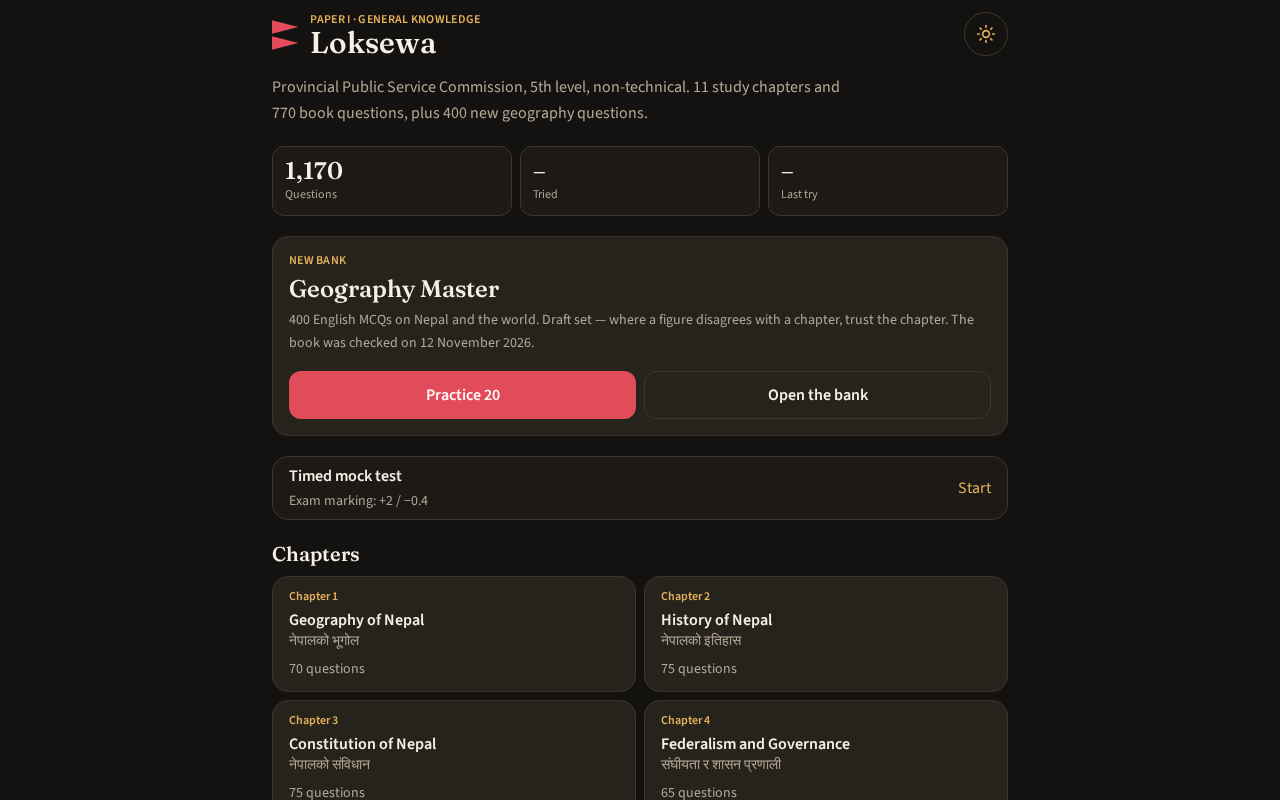 PAPER I · GENERAL KNOWLEDGE
Loksewa
Provincial Public Service Commission, 5th level, non-technical. 11 study chapters and
770 book questions, plus 400 new geography questions.
1,170
Questions
–
Tried
–
Last try
NEW BANK
Geography Master
400 English MCQs on Nepal and the world. Draft set — where a figure disagrees with a chapter, trust the chapter. The
book was checked on 12 November 2026.
Practice 20
Open the bank
Timed mock test
Exam marking: +2 / −0.4
Start
Chapters
Chapter 1
Geography of Nepal
नेपालको भूगोल
70 questions
Chapter 2
History of Nepal
नेपालको इतिहास
75 questions
Chapter 3
Constitution of Nepal
नेपालको संविधान
75 questions
Chapter 4
Federalism and Governance
संघीयता र शासन प्रणाली
65 questions